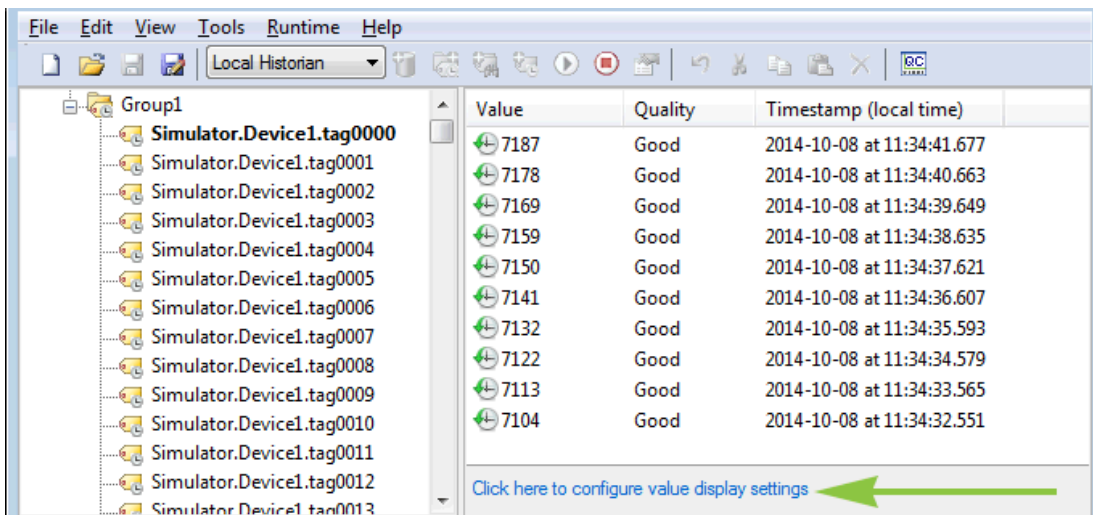 File Edit View Tools Runtime Help
Local Historian
QC
Group1
Simulator.Device1.tag0000
Simulator.Device1.tag0001
Simulator.Device1.tag0002
Simulator.Device1.tag0003
Simulator.Device1.tag0004
Simulator.Device1.tag0005
Simulator.Device1.tag0006
Simulator.Device1.tag0007
Simulator.Device1.tag0008
Simulator.Device1.tag0009
Simulator.Device1.tag0010
Simulator.Device1.tag0011
Simulator.Device1.tag0012
Simulator.Device1.tag0013
Value Quality Timestamp (local time)
7187 Good 2014-10-08 at 11:34:41.677
7178 Good 2014-10-08 at 11:34:40.663
7169 Good 2014-10-08 at 11:34:39.649
7159 Good 2014-10-08 at 11:34:38.635
7150 Good 2014-10-08 at 11:34:37.621
7141 Good 2014-10-08 at 11:34:36.607
7132 Good 2014-10-08 at 11:34:35.593
7122 Good 2014-10-08 at 11:34:34.579
7113 Good 2014-10-08 at 11:34:33.565
7104 Good 2014-10-08 at 11:34:32.551
Click here to configure value display settings